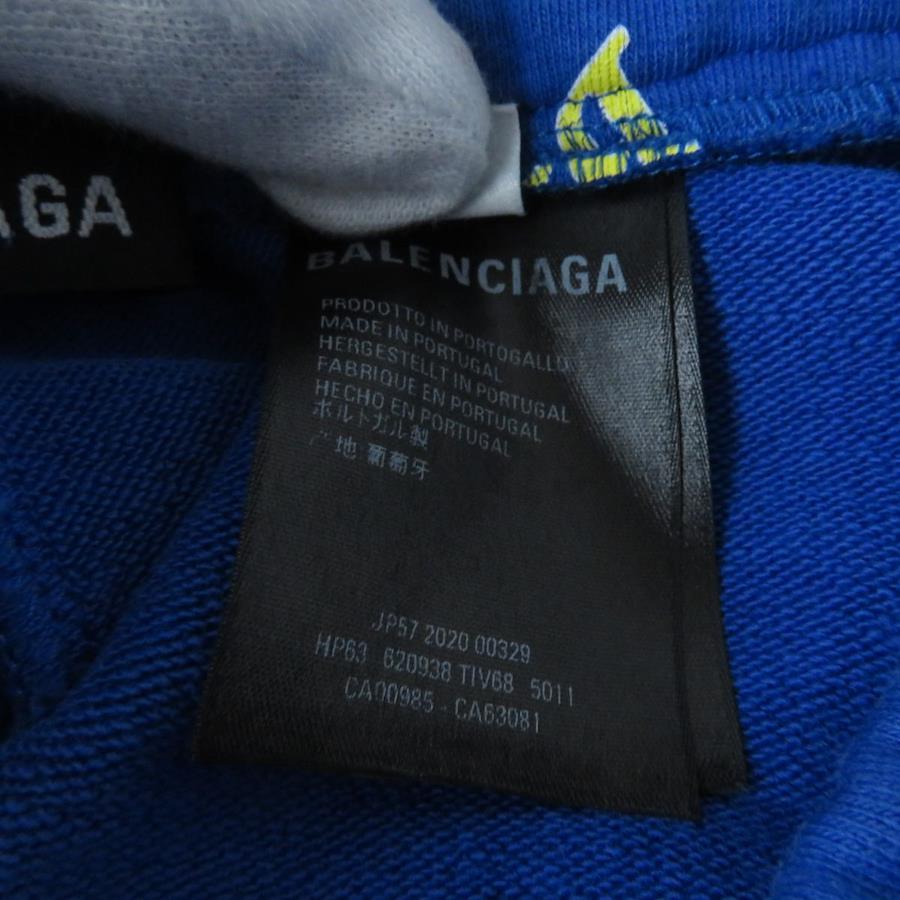 AGA
BALENCIAGA
PRODOTTO IN PORTOGALLO
MADE IN PORTUGAL
HERGESTELLT IN PORTUGAL
FABRIQUE EN PORTUGAL
HECHO EN PORTUGAL
ポルトガル製
产地 葡萄牙
JP57 2020 00329
HP63 620938 TIV68 5011
CA00985 - CA63081